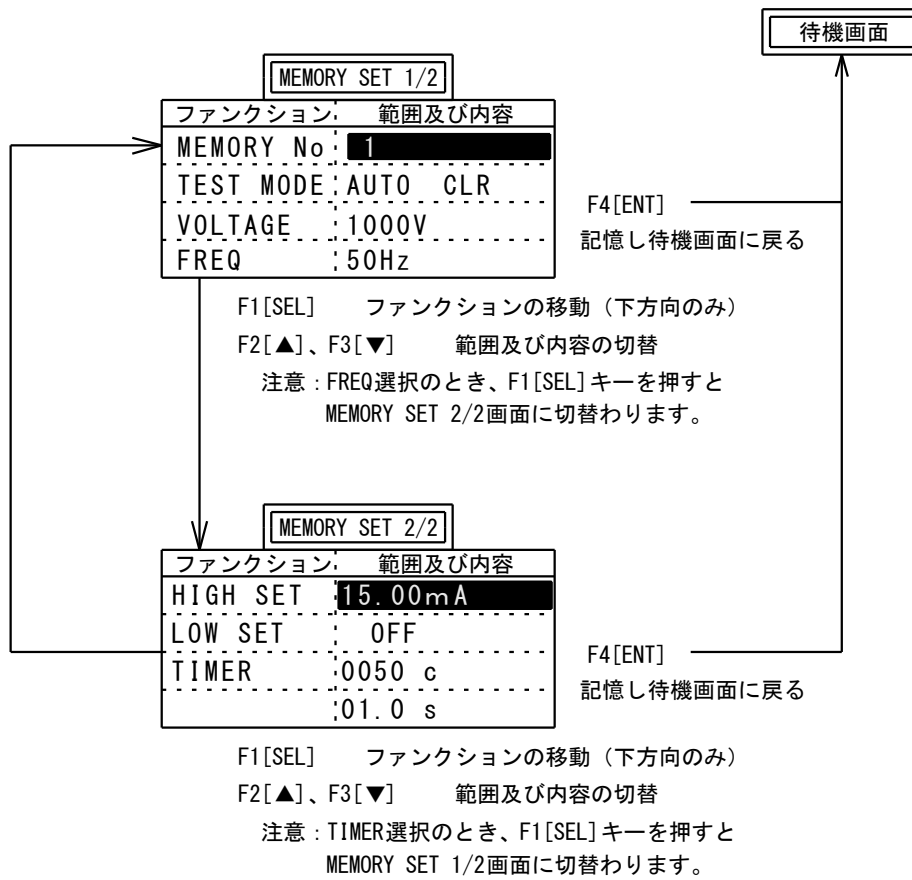 待機画面
MEMORY SET 1/2
ファンクション 範囲及び内容
MEMORY No 1
TEST MODE AUTO CLR
VOLTAGE 1000V
FREQ 50Hz
F4[ENT]
記憶し待機画面に戻る
F1[SEL] ファンクションの移動（下方向のみ）
F2[▲]、F3[▼] 範囲及び内容の切替
注意：FREQ選択のとき、F1[SEL]キーを押すと
MEMORY SET 2/2画面に切替わります。
MEMORY SET 2/2
ファンクション 範囲及び内容
HIGH SET 15.00mA
LOW SET OFF
TIMER 0050 c
01.0 s
F4[ENT]
記憶し待機画面に戻る
F1[SEL] ファンクションの移動（下方向のみ）
F2[▲]、F3[▼] 範囲及び内容の切替
注意：TIMER選択のとき、F1[SEL]キーを押すと
MEMORY SET 1/2画面に切替わります。